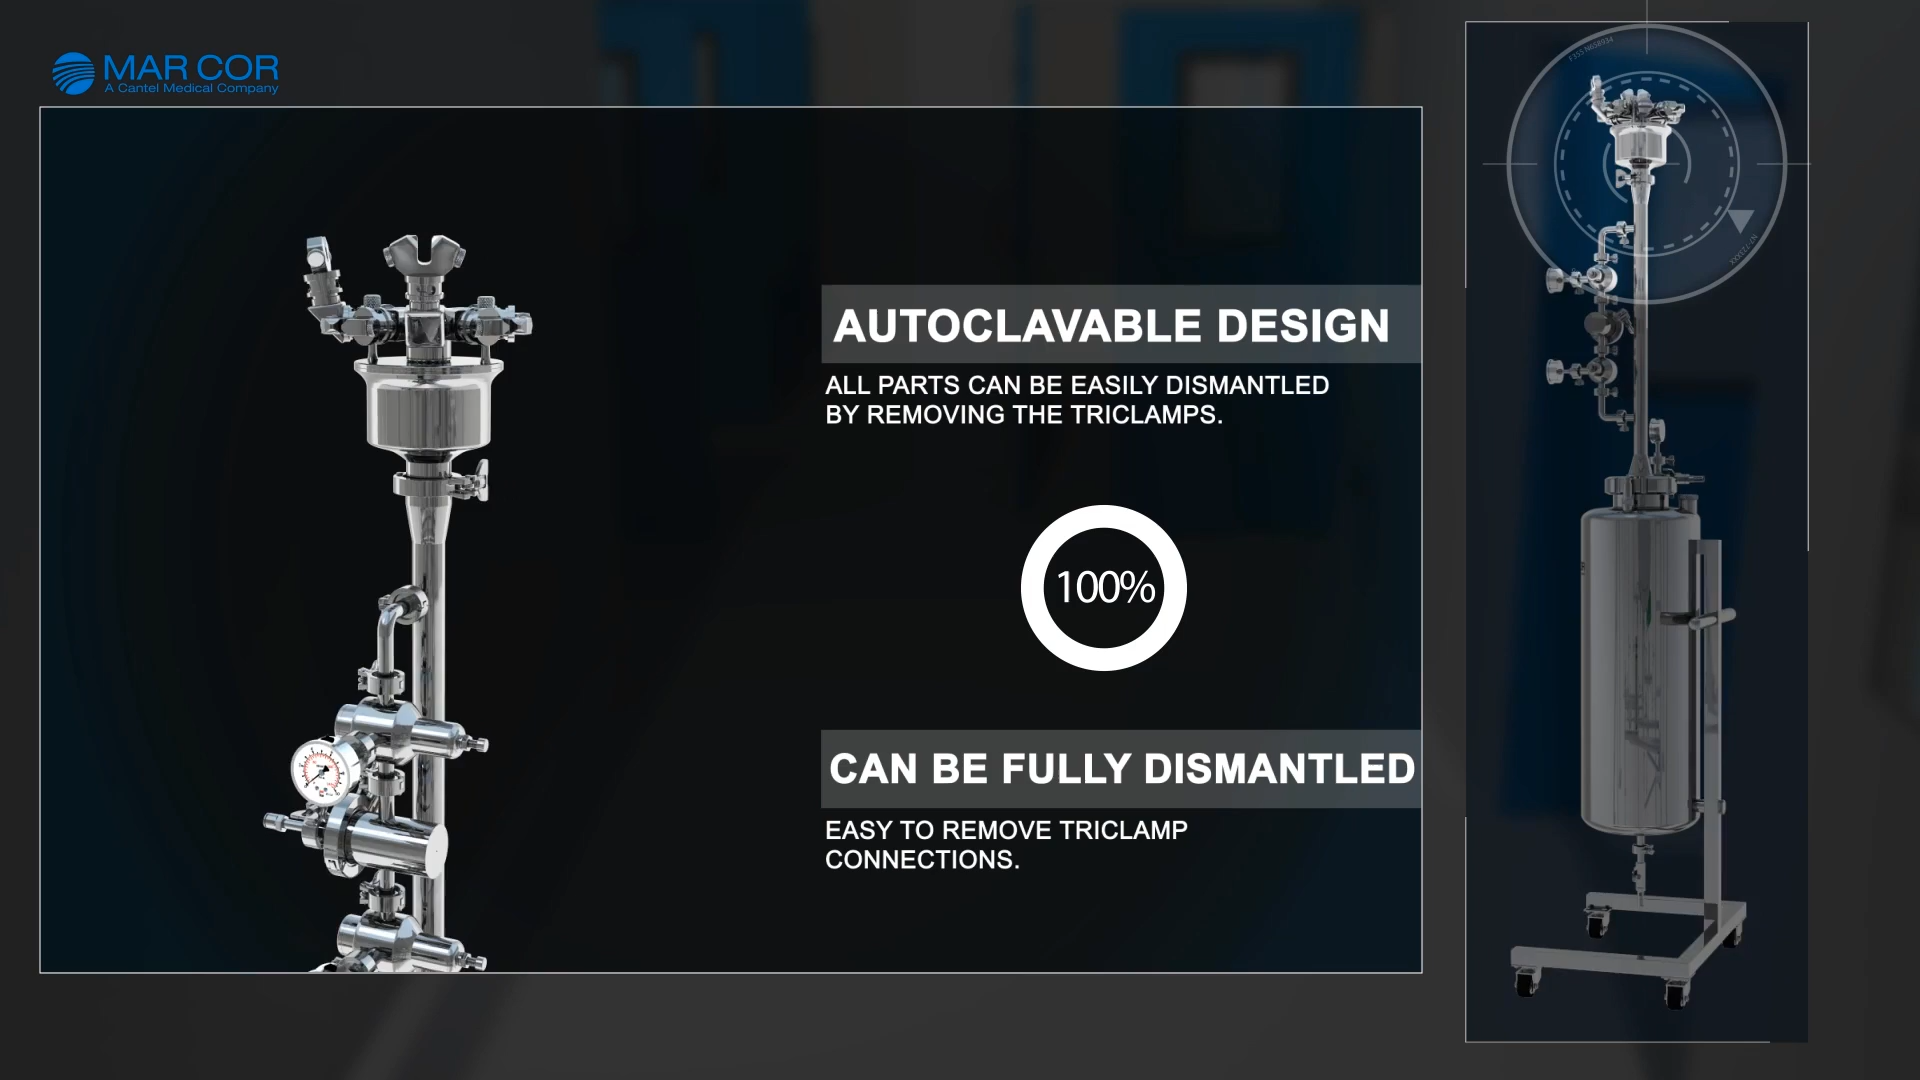 MAR COR
A Cantel Medical Company
AUTOCLAVABLE DESIGN
ALL PARTS CAN BE EASILY DISMANTLED
BY REMOVING THE TRICLAMPS.
100%
CAN BE FULLY DISMANTLED
EASY TO REMOVE TRICLAMP
CONNECTIONS.